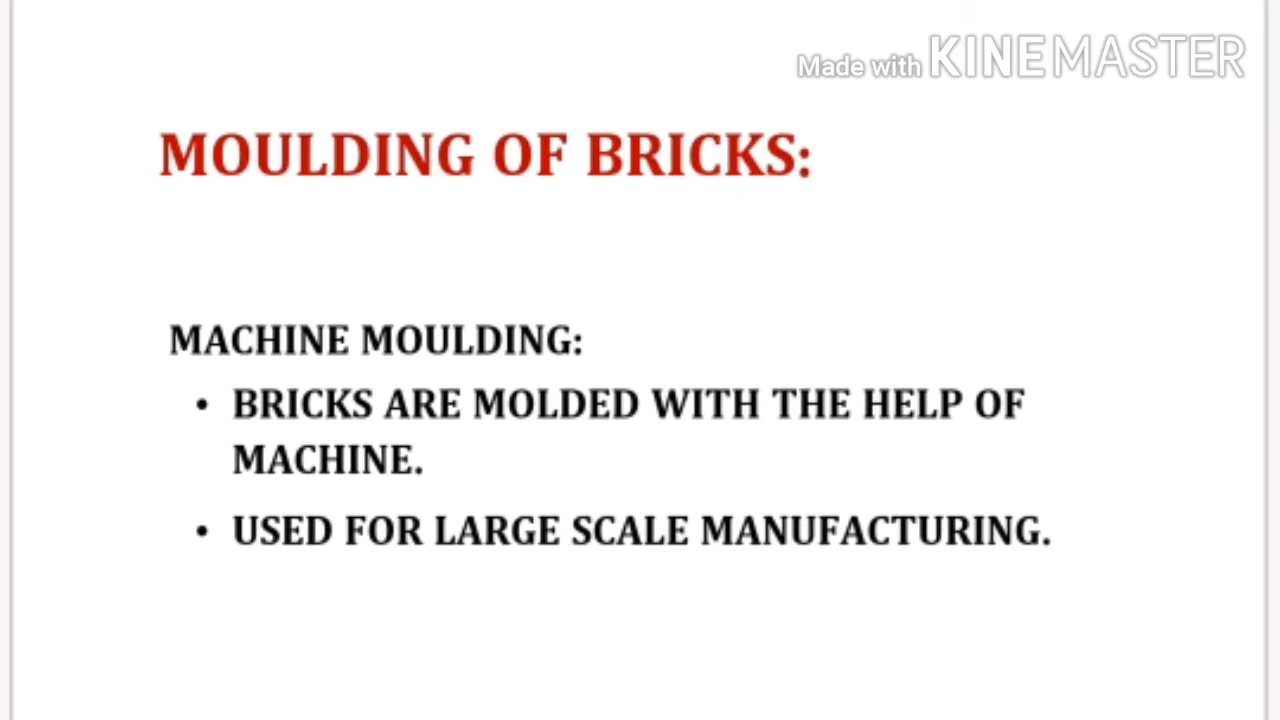 Made with KINEMASTER
MOULDING OF BRICKS:
MACHINE MOULDING:
• BRICKS ARE MOLDED WITH THE HELP OF
MACHINE.
• USED FOR LARGE SCALE MANUFACTURING.